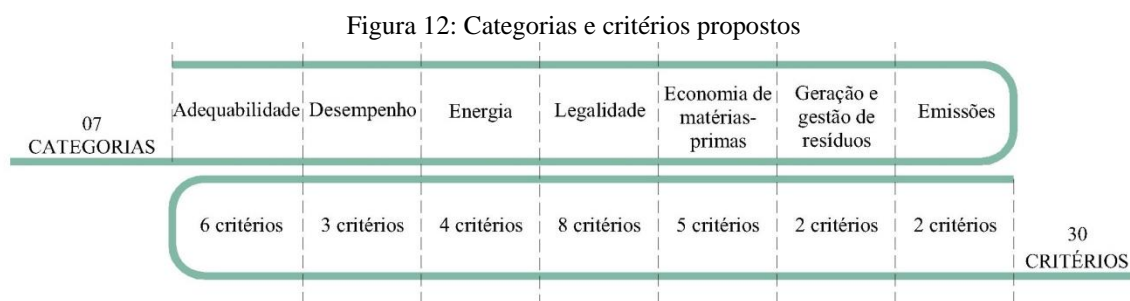 Figura 12: Categorias e critérios propostos
07
CATEGORIAS
Adequabilidade
Desempenho
Energia
Legalidade
Economia de
matérias-
primas
Geração e
gestão de
resíduos
Emissões
6 critérios
3 critérios
4 critérios
8 critérios
5 critérios
2 critérios
2 critérios
30
CRITÉRIOS